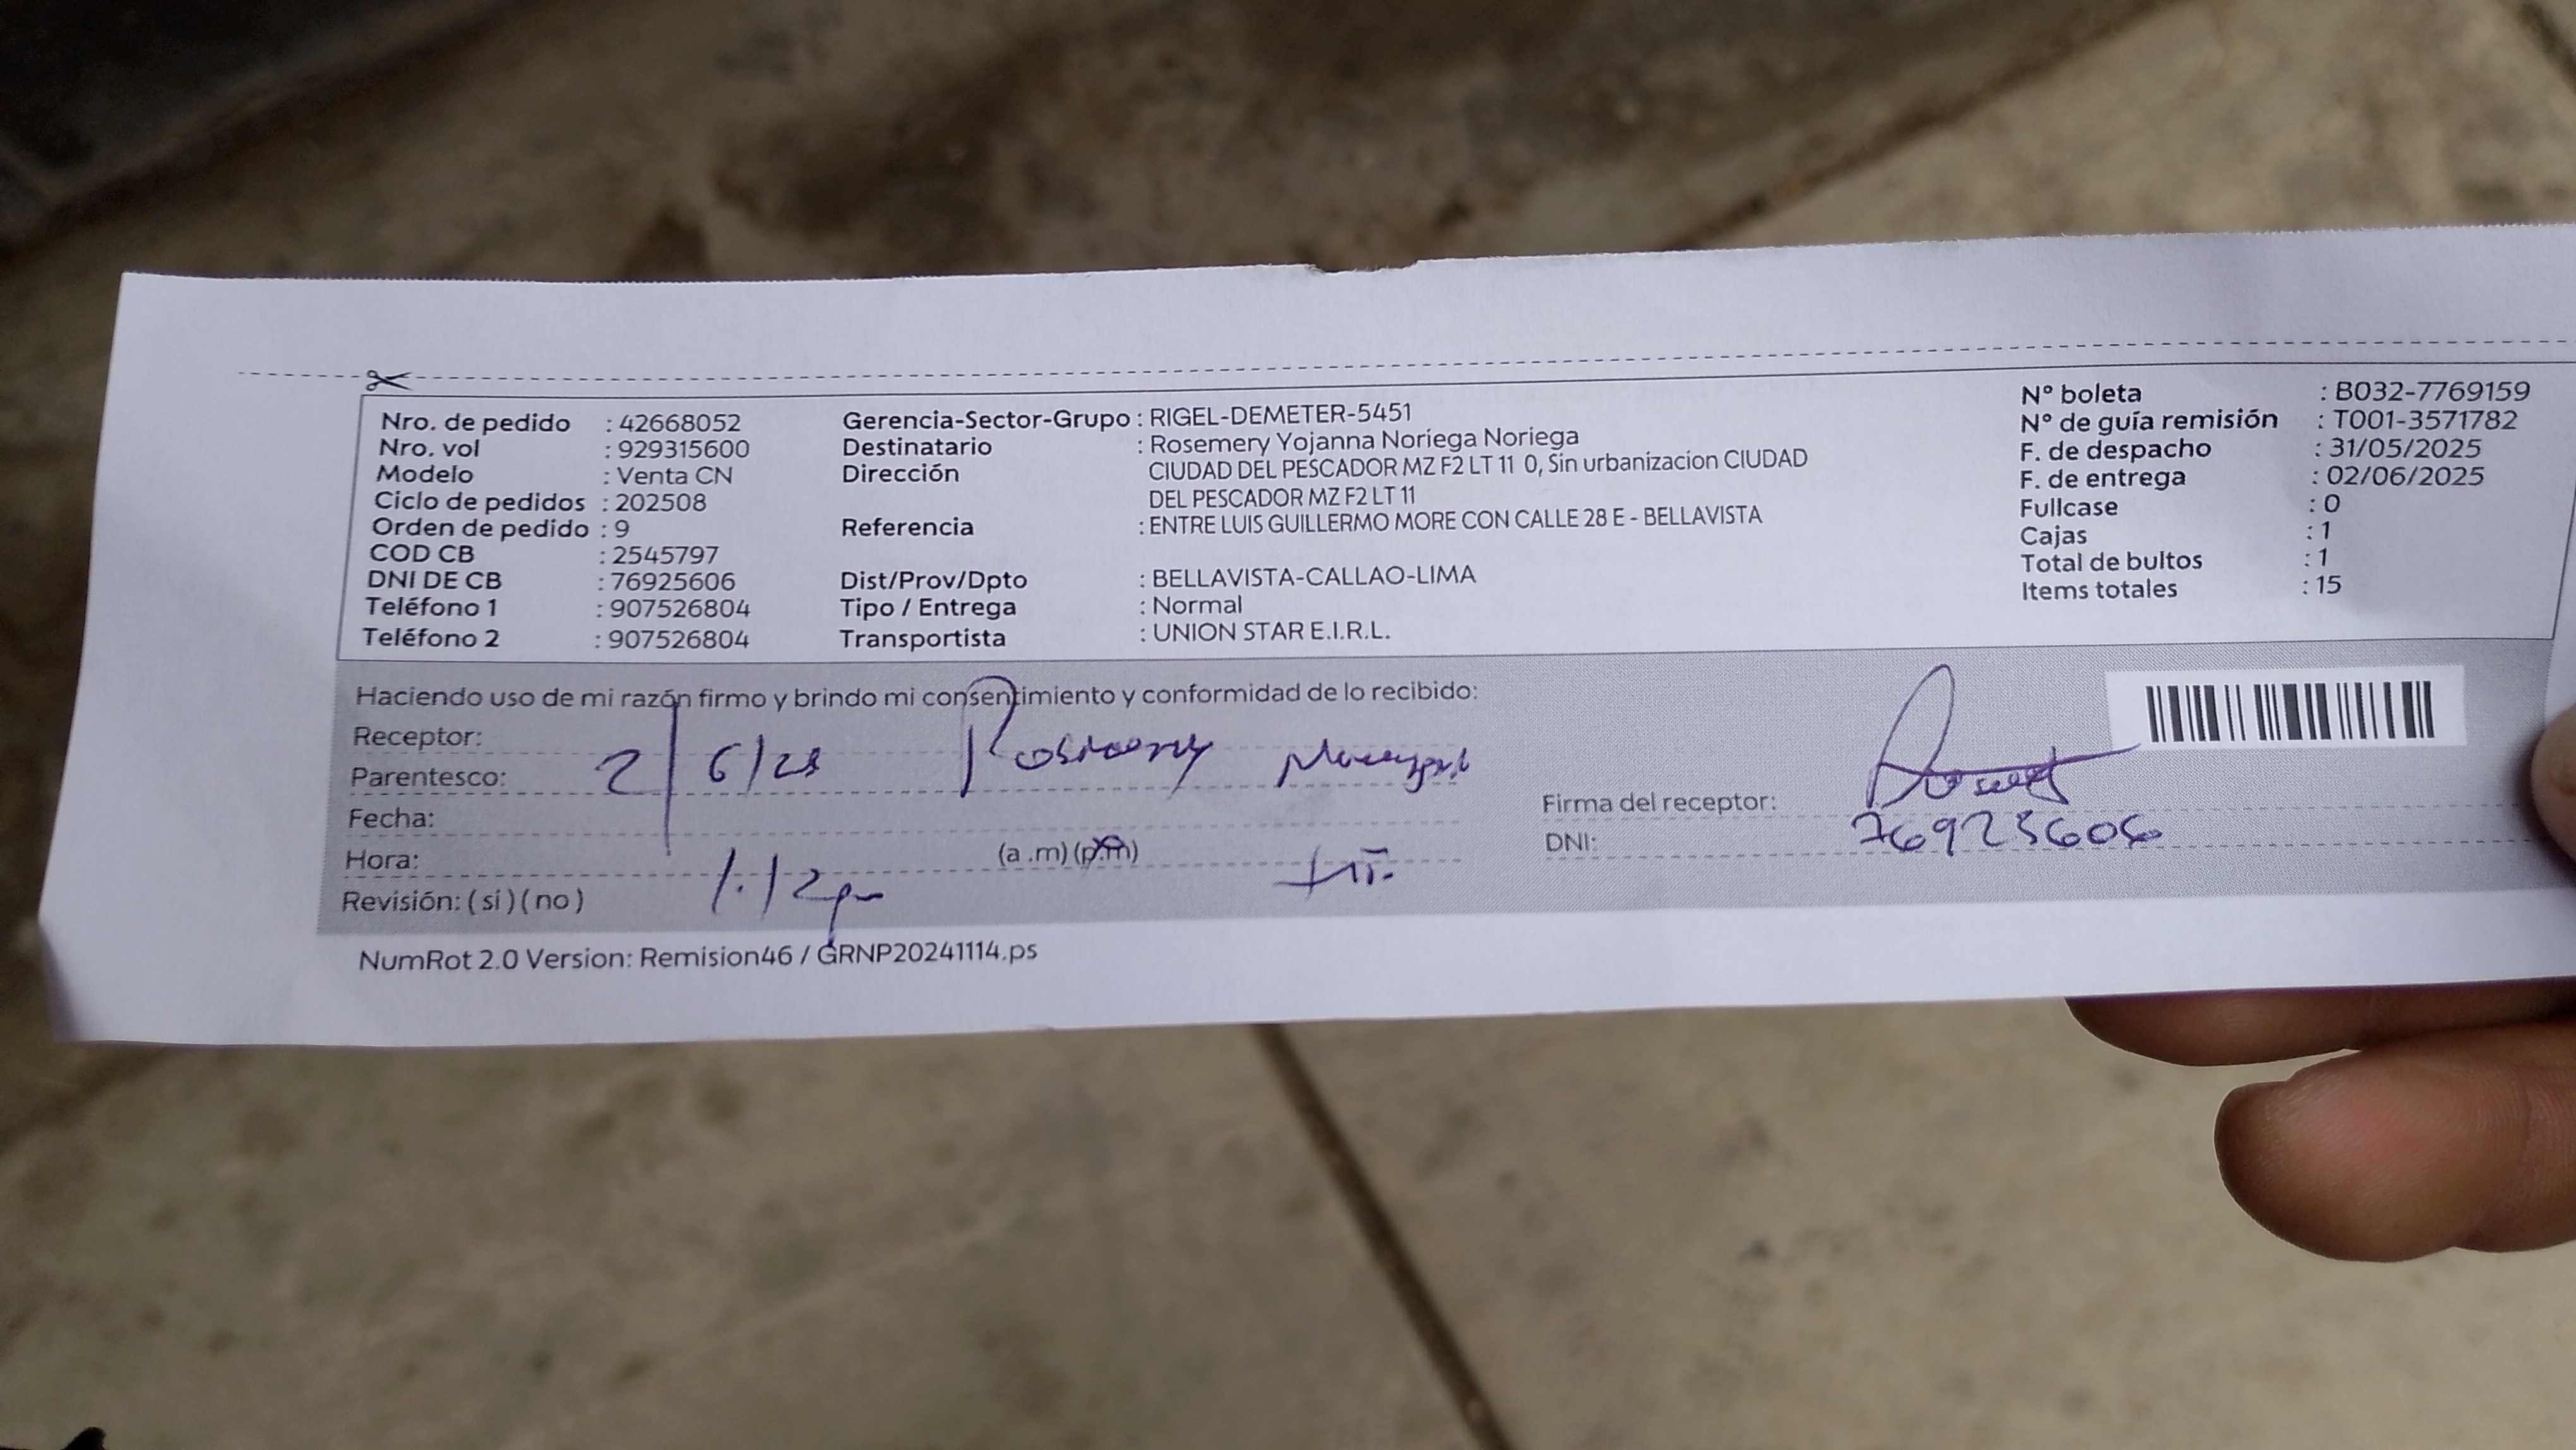 Nro. de pedido : 42668052
Nro. vol : 929315600
Modelo : Venta CN
Ciclo de pedidos : 202508
Orden de pedido : 9
COD CB : 2545797
DNI DE CB : 76925606
Teléfono 1 : 907526804
Teléfono 2 : 907526804
Gerencia-Sector-Grupo : RIGEL-DEMETER-5451
Destinatario : Rosemery Yojanna Noriega Noriega
Dirección CIUDAD DEL PESCADOR MZ F2 LT 11 0, Sin urbanizacion CIUDAD
DEL PESCADOR MZ F2 LT 11
Referencia : ENTRE LUIS GUILLERMO MORE CON CALLE 28 E - BELLAVISTA
Dist/Prov/Dpto : BELLAVISTA-CALLAO-LIMA
Tipo / Entrega : Normal
Transportista : UNION STAR E.I.R.L.
Nº boleta : B032-7769159
Nº de guía remisión : T001-3571782
F. de despacho : 31/05/2025
F. de entrega : 02/06/2025
Fullcase : 0
Cajas : 1
Total de bultos : 1
Items totales : 15
Haciendo uso de mi razón firmo y brindo mi consentimiento y conformidad de lo recibido:
Receptor:
Parentesco: 2/6/25
Fecha:
Hora: (a .m) (p.m)
1:12pm
Revisión: ( si ) ( no )
Firma del receptor:
DNI: 76925606
NumRot 2.0 Version: Remision46 / GRNP20241114.ps